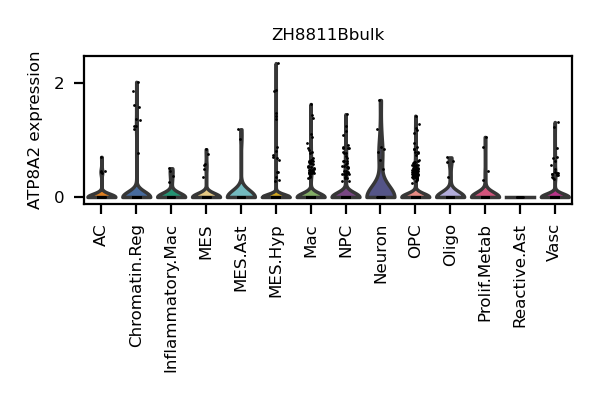 ZH8811Bbulk
ATP8A2 expression
2
0
AC
Chromatin.Reg
Inflammatory.Mac
MES
MES.Ast
MES.Hyp
Mac
NPC
Neuron
OPC
Oligo
Prolif.Metab
Reactive.Ast
Vasc